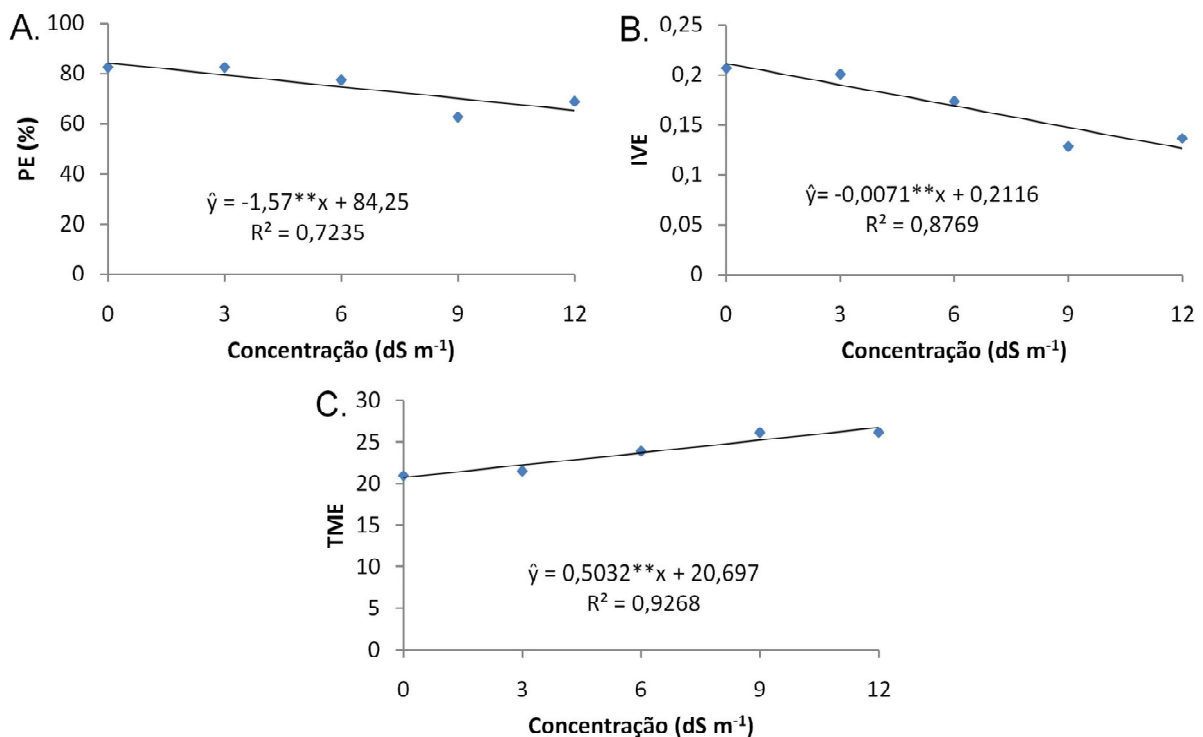 A.
100
80
60
40
20
0
PE (%)
ŷ = -1,57**x + 84,25
R² = 0,7235
0 3 6 9 12
Concentração (dS m⁻¹)
B.
0,25
0,2
0,15
0,1
0,05
0
IVE
ŷ= -0,0071**x + 0,2116
R² = 0,8769
0 3 6 9 12
Concentração (dS m⁻¹)
C.
30
25
20
15
10
5
0
TME
ŷ = 0,5032**x + 20,697
R² = 0,9268
0 3 6 9 12
Concentração (dS m⁻¹)